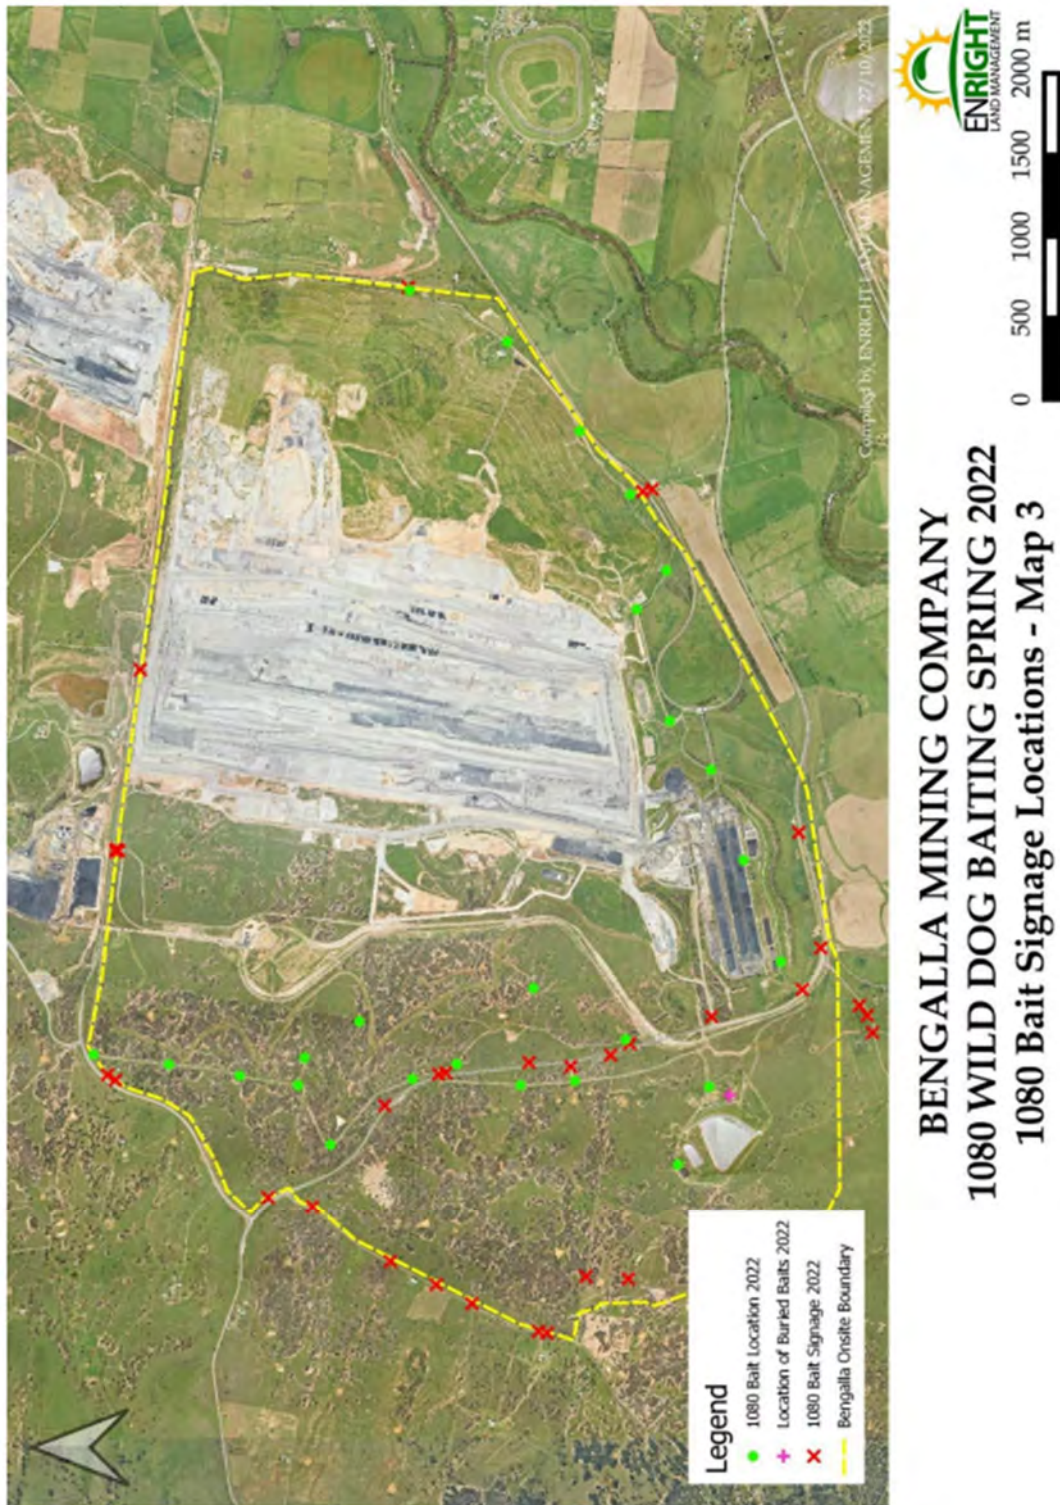 Legend
1080 Bait Location 2022
Location of Buried Baits 2022
1080 Bait Signage 2022
Bengalla Onsite Boundary
BENGALLA MINING COMPANY
1080 WILD DOG BAITING SPRING 2022
1080 Bait Signage Locations - Map 3
0 500 1000 1500 2000 m
ENRIGHT
LAND MANAGEMENT